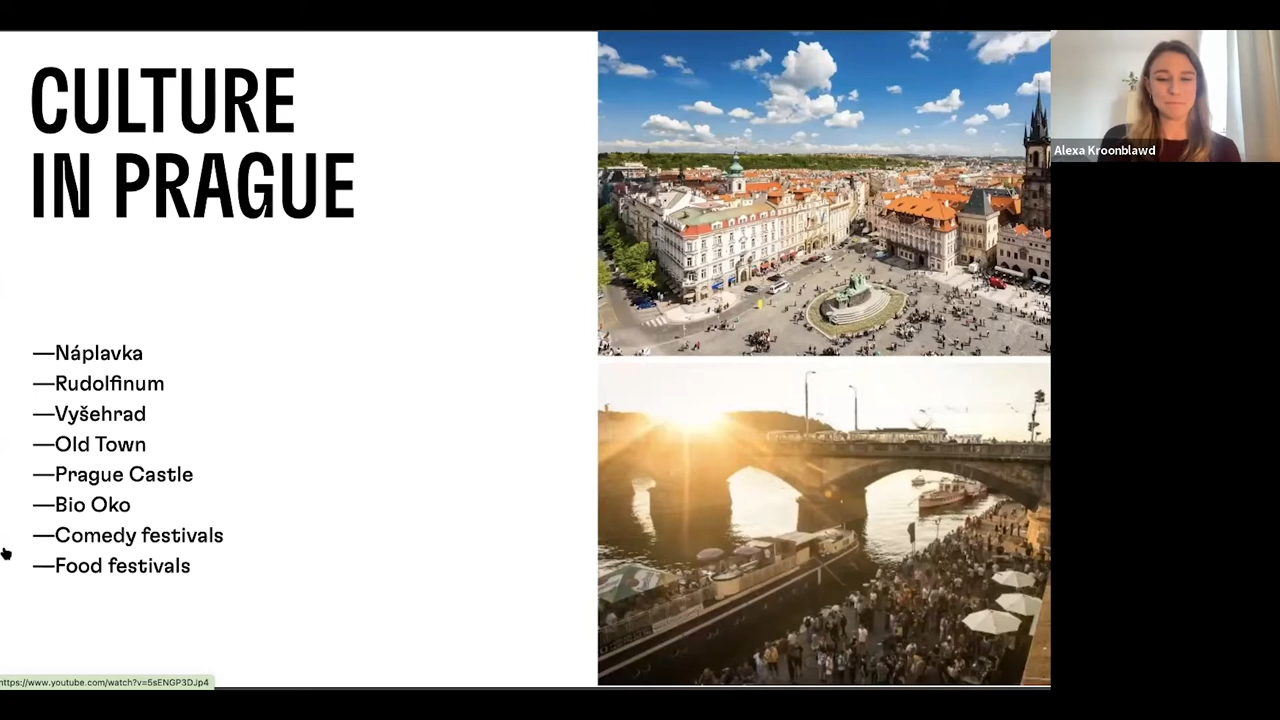 CULTURE
IN PRAGUE
—Náplavka
—Rudolfinum
—Vyšehrad
—Old Town
—Prague Castle
—Bio Oko
—Comedy festivals
—Food festivals
Alexa Kroonblawd
https://www.youtube.com/watch?v=5sENGP3DJp4